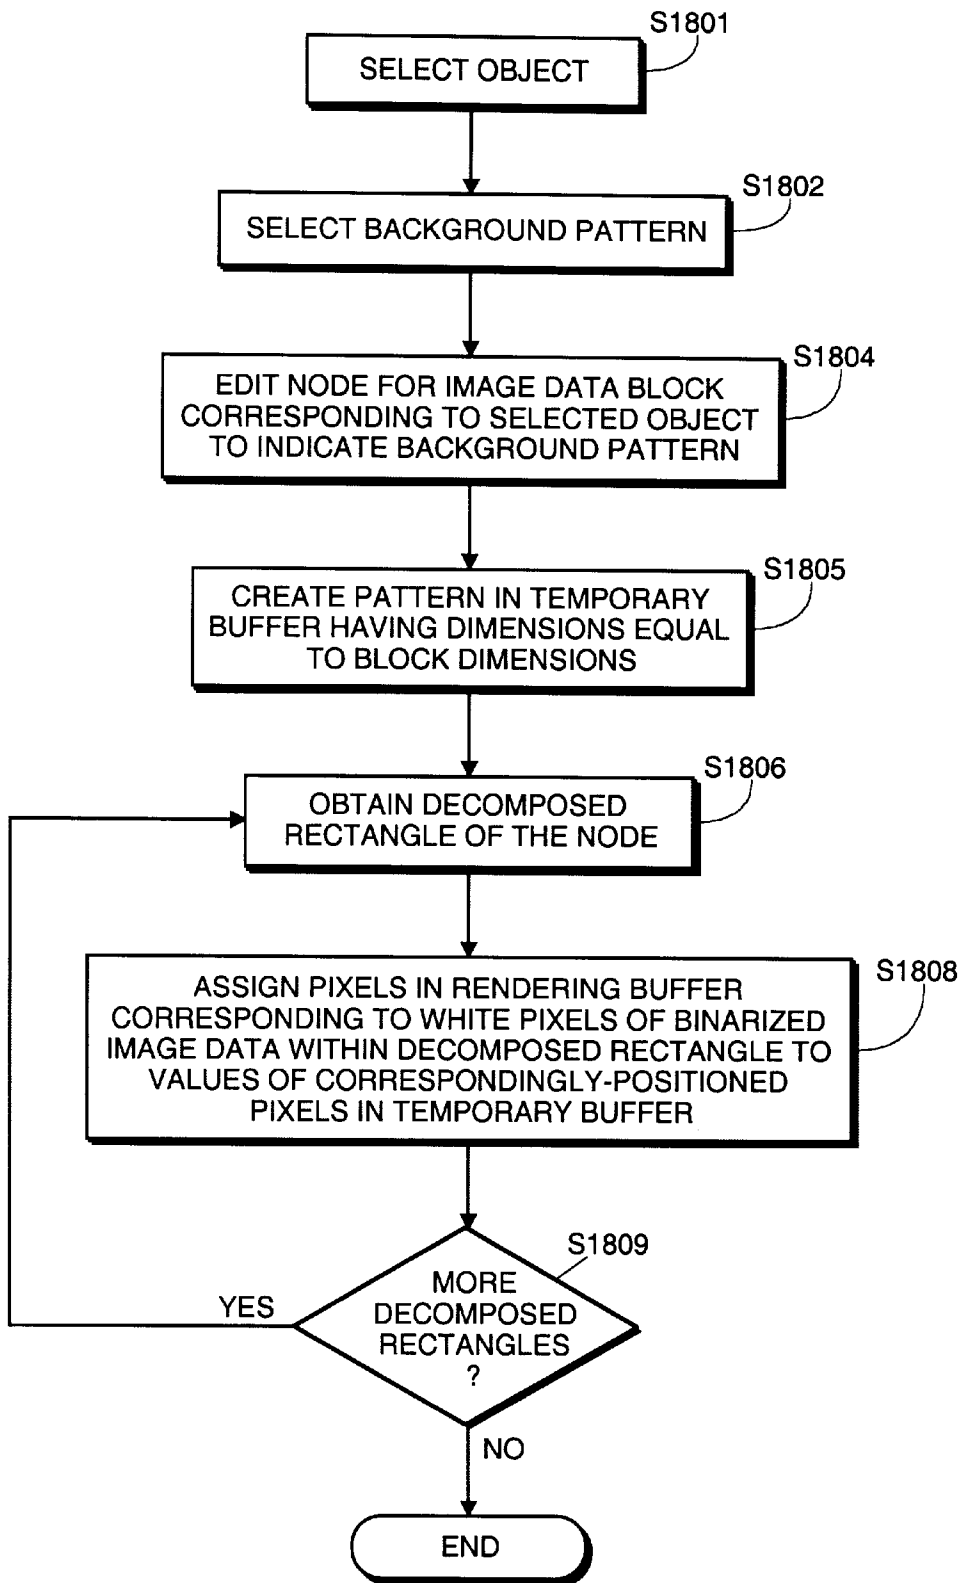 S1801
SELECT OBJECT
S1802
SELECT BACKGROUND PATTERN
S1804
EDIT NODE FOR IMAGE DATA BLOCK
CORRESPONDING TO SELECTED OBJECT
TO INDICATE BACKGROUND PATTERN
S1805
CREATE PATTERN IN TEMPORARY
BUFFER HAVING DIMENSIONS EQUAL
TO BLOCK DIMENSIONS
S1806
OBTAIN DECOMPOSED
RECTANGLE OF THE NODE
S1808
ASSIGN PIXELS IN RENDERING BUFFER
CORRESPONDING TO WHITE PIXELS OF BINARIZED
IMAGE DATA WITHIN DECOMPOSED RECTANGLE TO
VALUES OF CORRESPONDINGLY-POSITIONED
PIXELS IN TEMPORARY BUFFER
S1809
MORE
DECOMPOSED
RECTANGLES
?
YES
NO
END